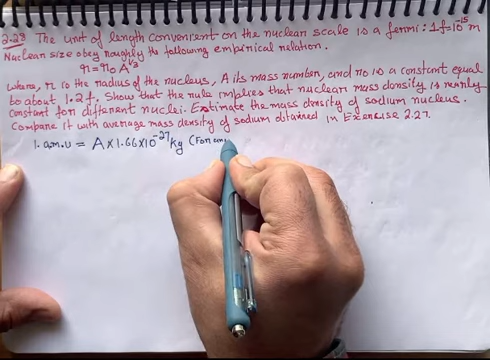 2.28 The unit of length convenient on the nuclear scale is a fermi : 1f = 10⁻¹⁵ m
Nuclear size obey roughly the following empirical relation.
r = r₀ A^1/3
where, r is the radius of the nucleus, A its mass number, and r₀ is a constant equal
to about 1.2 f. Show that the rule implies that nuclear mass density is nearly
constant for different nuclei. Estimate the mass density of sodium nucleus.
Compare it with average mass density of sodium obtained in Exercise 2.27.
1. a.m.u = A×1.66×10⁻²⁷ kg (For